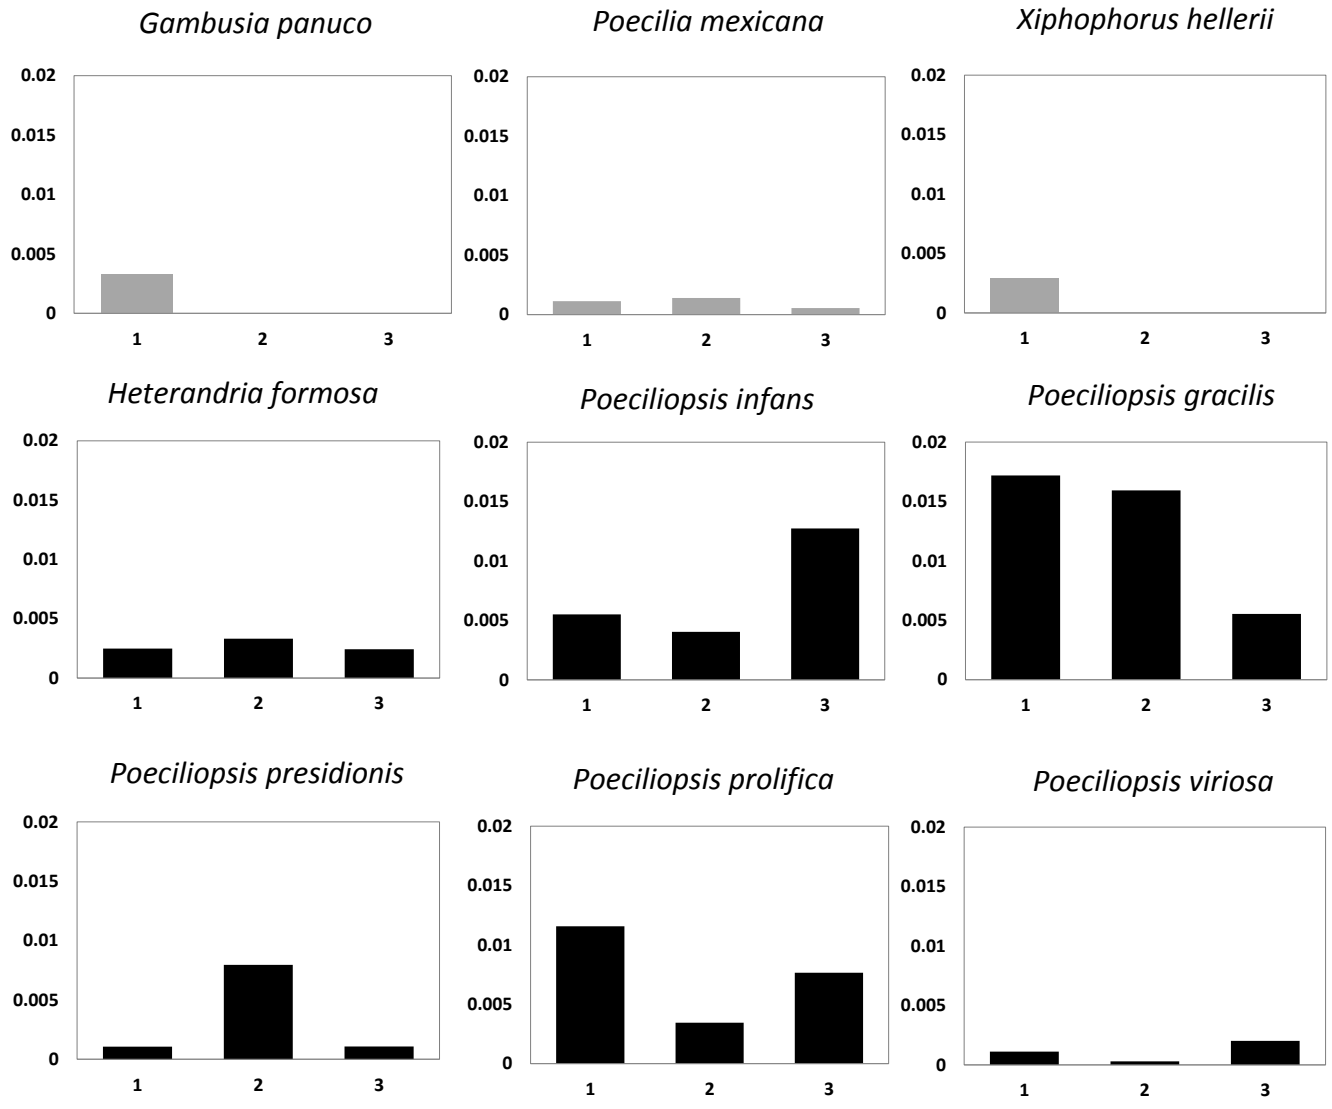 Gambusia panuco
Poecilia mexicana
Xiphophorus hellerii
0.02
0.015
0.01
0.005
0
1 2 3
0.02
0.015
0.01
0.005
0
1 2 3
0.02
0.015
0.01
0.005
0
1 2 3
Heterandria formosa
Poeciliopsis infans
Poeciliopsis gracilis
0.02
0.015
0.01
0.005
0
1 2 3
0.02
0.015
0.01
0.005
0
1 2 3
0.02
0.015
0.01
0.005
0
1 2 3
Poeciliopsis presidionis
Poeciliopsis prolifica
Poeciliopsis viriosa
0.02
0.015
0.01
0.005
0
1 2 3
0.02
0.015
0.01
0.005
0
1 2 3
0.02
0.015
0.01
0.005
0
1 2 3